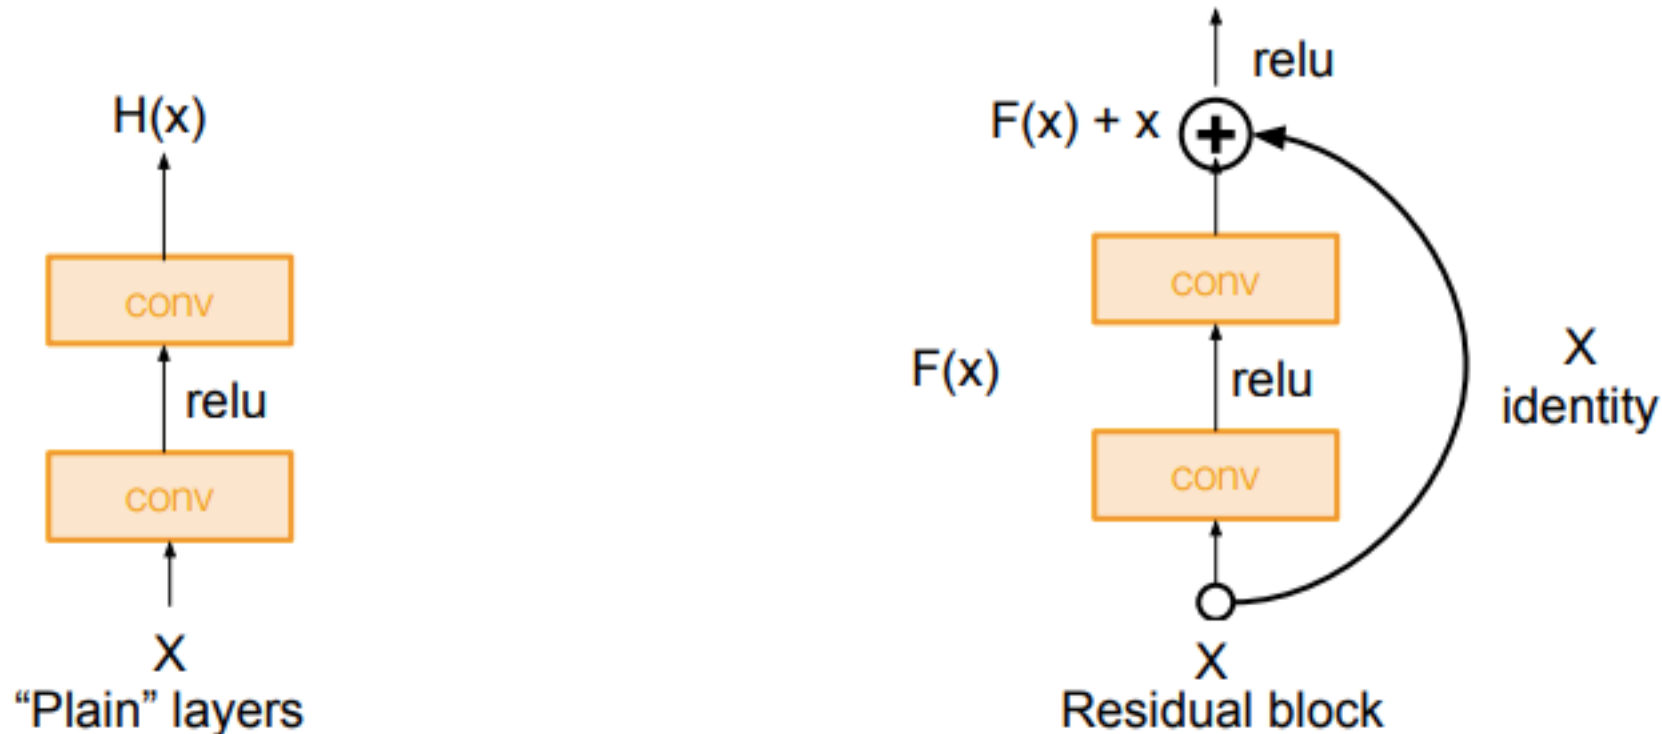 H(x)
conv
relu
conv
X
“Plain” layers
relu
F(x) + x
conv
F(x)
relu
X
identity
conv
X
Residual block